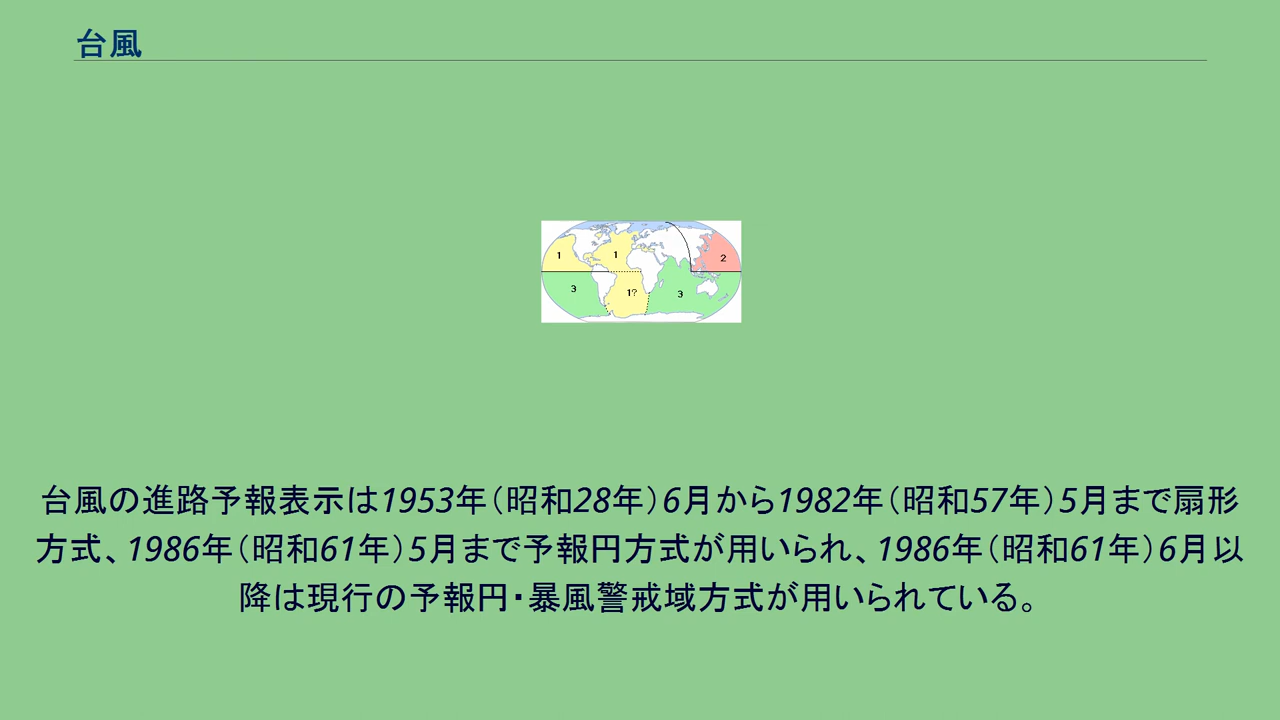 台風
1
1
2
3
1?
3
台風の進路予報表示は1953年（昭和28年）6月から1982年（昭和57年）5月まで扇形
方式、1986年（昭和61年）5月まで予報円方式が用いられ、1986年（昭和61年）6月以
降は現行の予報円・暴風警戒域方式が用いられている。